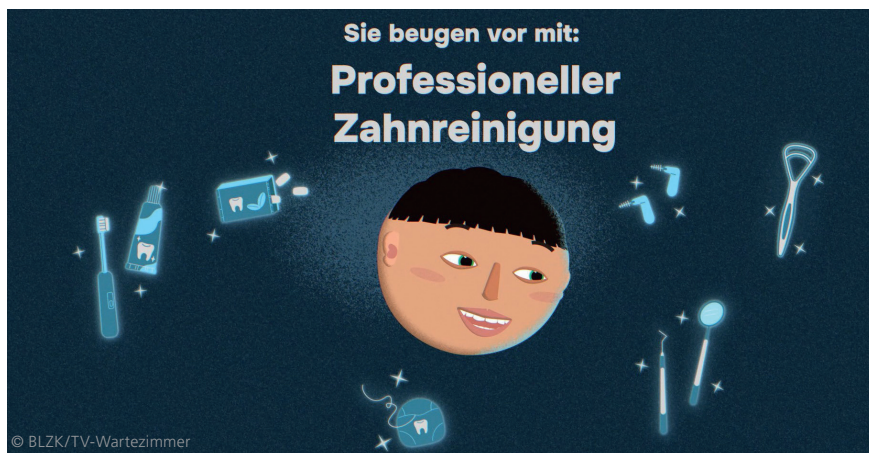 Sie beugen vor mit:
Professioneller
Zahnreinigung
© BLZK/TV-Wartezimmer